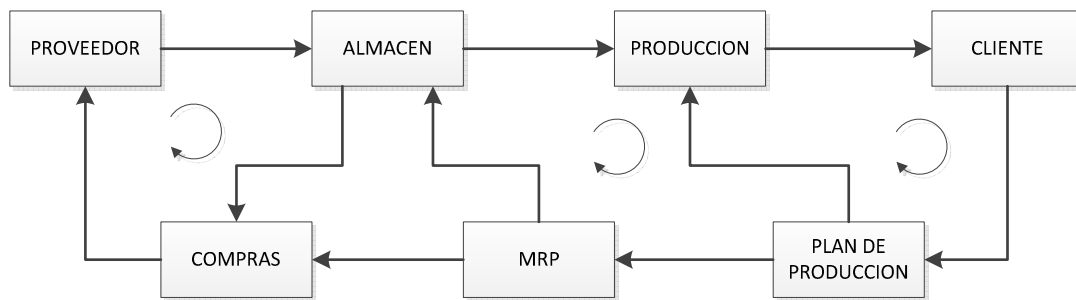 PROVEEDOR
ALMACEN
PRODUCCION
CLIENTE
COMPRAS
MRP
PLAN DE
PRODUCCION